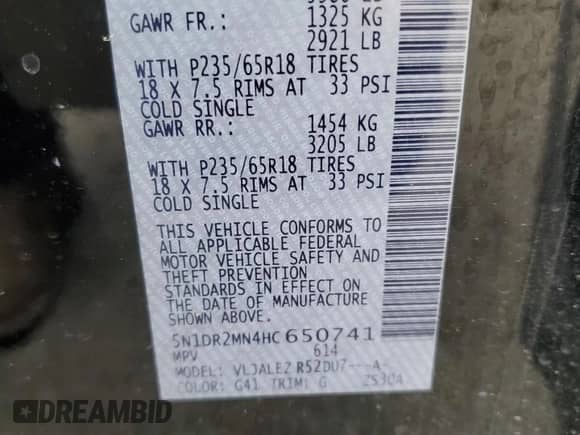 GAWR FR.: 1325 KG
2921 LB
WITH P235/65R18 TIRES
18 X 7.5 RIMS AT 33 PSI
COLD SINGLE
GAWR RR.: 1454 KG
3205 LB
WITH P235/65R18 TIRES
18 X 7.5 RIMS AT 33 PSI
COLD SINGLE
THIS VEHICLE CONFORMS TO
ALL APPLICABLE FEDERAL
MOTOR VEHICLE SAFETY AND
THEFT PREVENTION
STANDARDS IN EFFECT ON
THE DATE OF MANUFACTURE
SHOWN ABOVE.
5N1DR2MN4HC650741
MPV 614
MODEL: VLJALEZ R52DU7---A-
COLOR: G41 TRIM: G 2S30A
DREAMBID